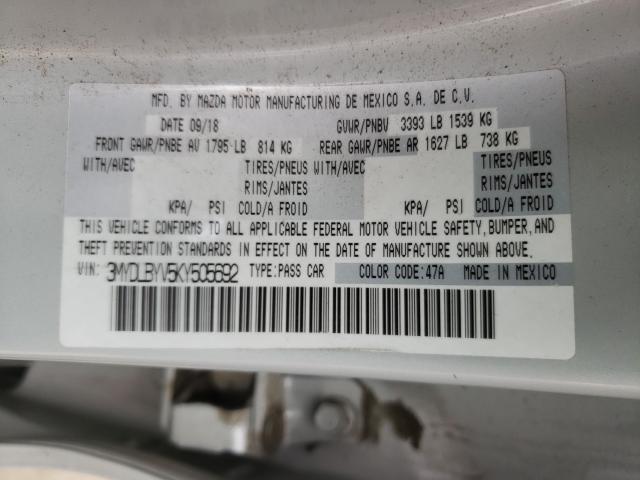 MFD. BY MAZDA MOTOR MANUFACTURING DE MEXICO S.A. DE C.V.
DATE 09/18 GVWR/PNBV 3393 LB 1539 KG
FRONT GAWR/PNBE AV 1795 LB 814 KG REAR GAWR/PNBE AR 1627 LB 738 KG
WITH/AVEC TIRES/PNEUS WITH/AVEC TIRES/PNEUS
RIMS/JANTES RIMS/JANTES
KPA/ PSI COLD/A FROID KPA/ PSI COLD/A FROID
THIS VEHICLE CONFORMS TO ALL APPLICABLE FEDERAL MOTOR VEHICLE SAFETY, BUMPER, AND
THEFT PREVENTION STANDARDS IN EFFECT ON THE DATE OF MANUFACTURE SHOWN ABOVE.
VIN: 3MYDLBYV5KY505692 TYPE:PASS CAR COLOR CODE:47A MADE IN MEXICO